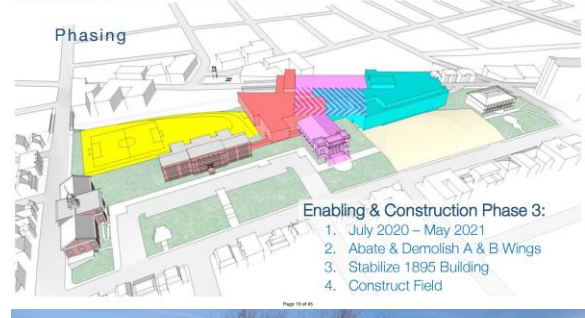 Phasing
Enabling & Construction Phase 3:
1. July 2020 – May 2021
2. Abate & Demolish A & B Wings
3. Stabilize 1895 Building
4. Construct Field
Page 19 of 45